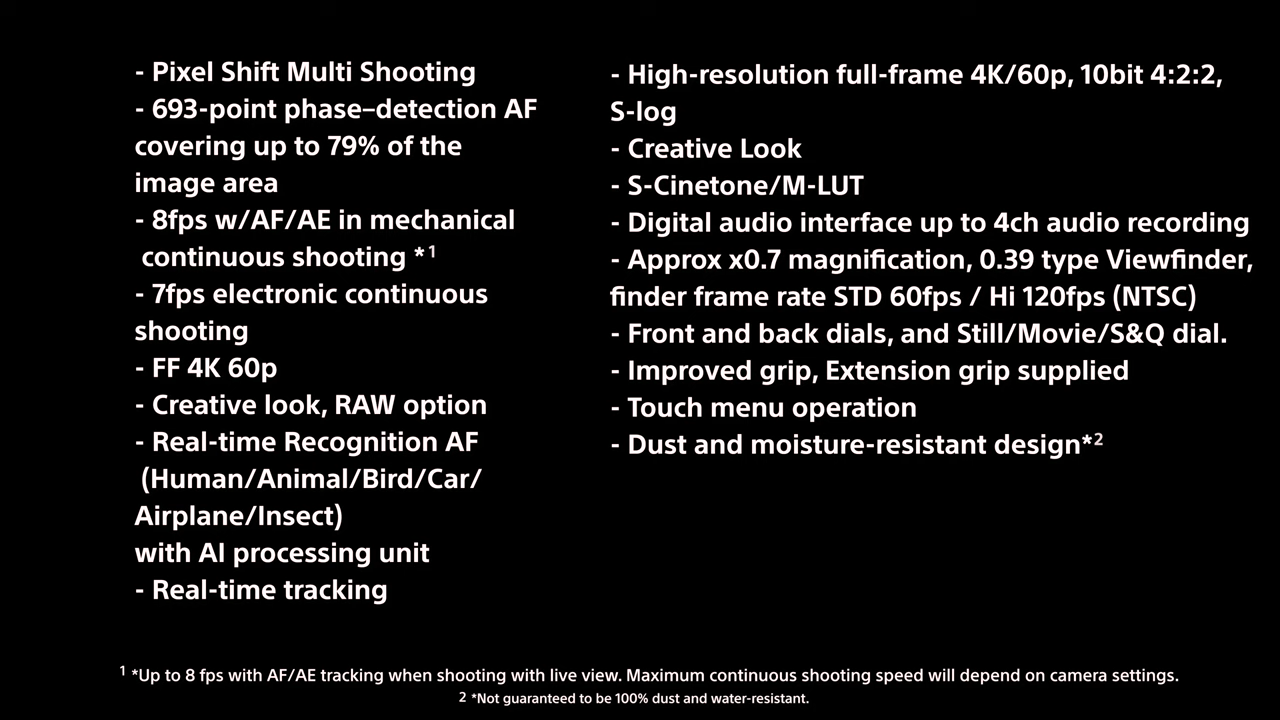 - Pixel Shift Multi Shooting
- 693-point phase–detection AF
covering up to 79% of the
image area
- 8fps w/AF/AE in mechanical
continuous shooting *1
- 7fps electronic continuous
shooting
- FF 4K 60p
- Creative look, RAW option
- Real-time Recognition AF
(Human/Animal/Bird/Car/
Airplane/Insect)
with AI processing unit
- Real-time tracking
- High-resolution full-frame 4K/60p, 10bit 4:2:2,
S-log
- Creative Look
- S-Cinetone/M-LUT
- Digital audio interface up to 4ch audio recording
- Approx x0.7 magnification, 0.39 type Viewfinder,
finder frame rate STD 60fps / Hi 120fps (NTSC)
- Front and back dials, and Still/Movie/S&Q dial.
- Improved grip, Extension grip supplied
- Touch menu operation
- Dust and moisture-resistant design*2
1 *Up to 8 fps with AF/AE tracking when shooting with live view. Maximum continuous shooting speed will depend on camera settings.
2 *Not guaranteed to be 100% dust and water-resistant.